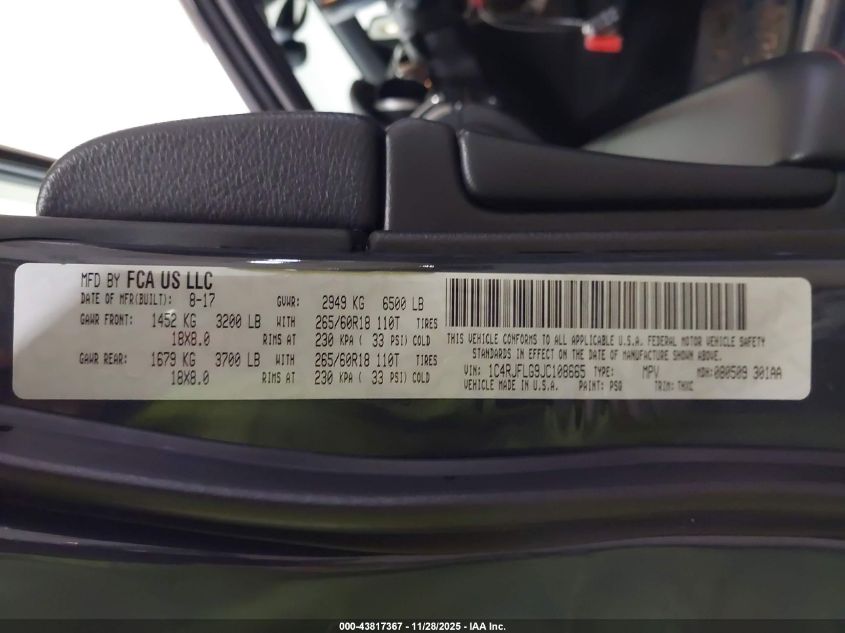 MFD BY FCA US LLC
DATE OF MFR(BUILT): 8-17 GVWR: 2949 KG 6500 LB
GAWR FRONT: 1452 KG 3200 LB WITH 265/60R18 110T TIRES
18X8.0 RIMS AT 230 KPA ( 33 PSI) COLD
GAWR REAR: 1679 KG 3700 LB WITH 265/60R18 110T TIRES
18X8.0 RIMS AT 230 KPA ( 33 PSI) COLD
THIS VEHICLE CONFORMS TO ALL APPLICABLE U.S.A. FEDERAL MOTOR VEHICLE SAFETY
STANDARDS IN EFFECT ON THE DATE OF MANUFACTURE SHOWN ABOVE.
VIN: 1C4RJFLG9JC108665 TYPE: MPV MDH: 080509 301AA
VEHICLE MADE IN U.S.A. PAINT: TRIM:
000-43817367 - 11/28/2025 - IAA Inc.